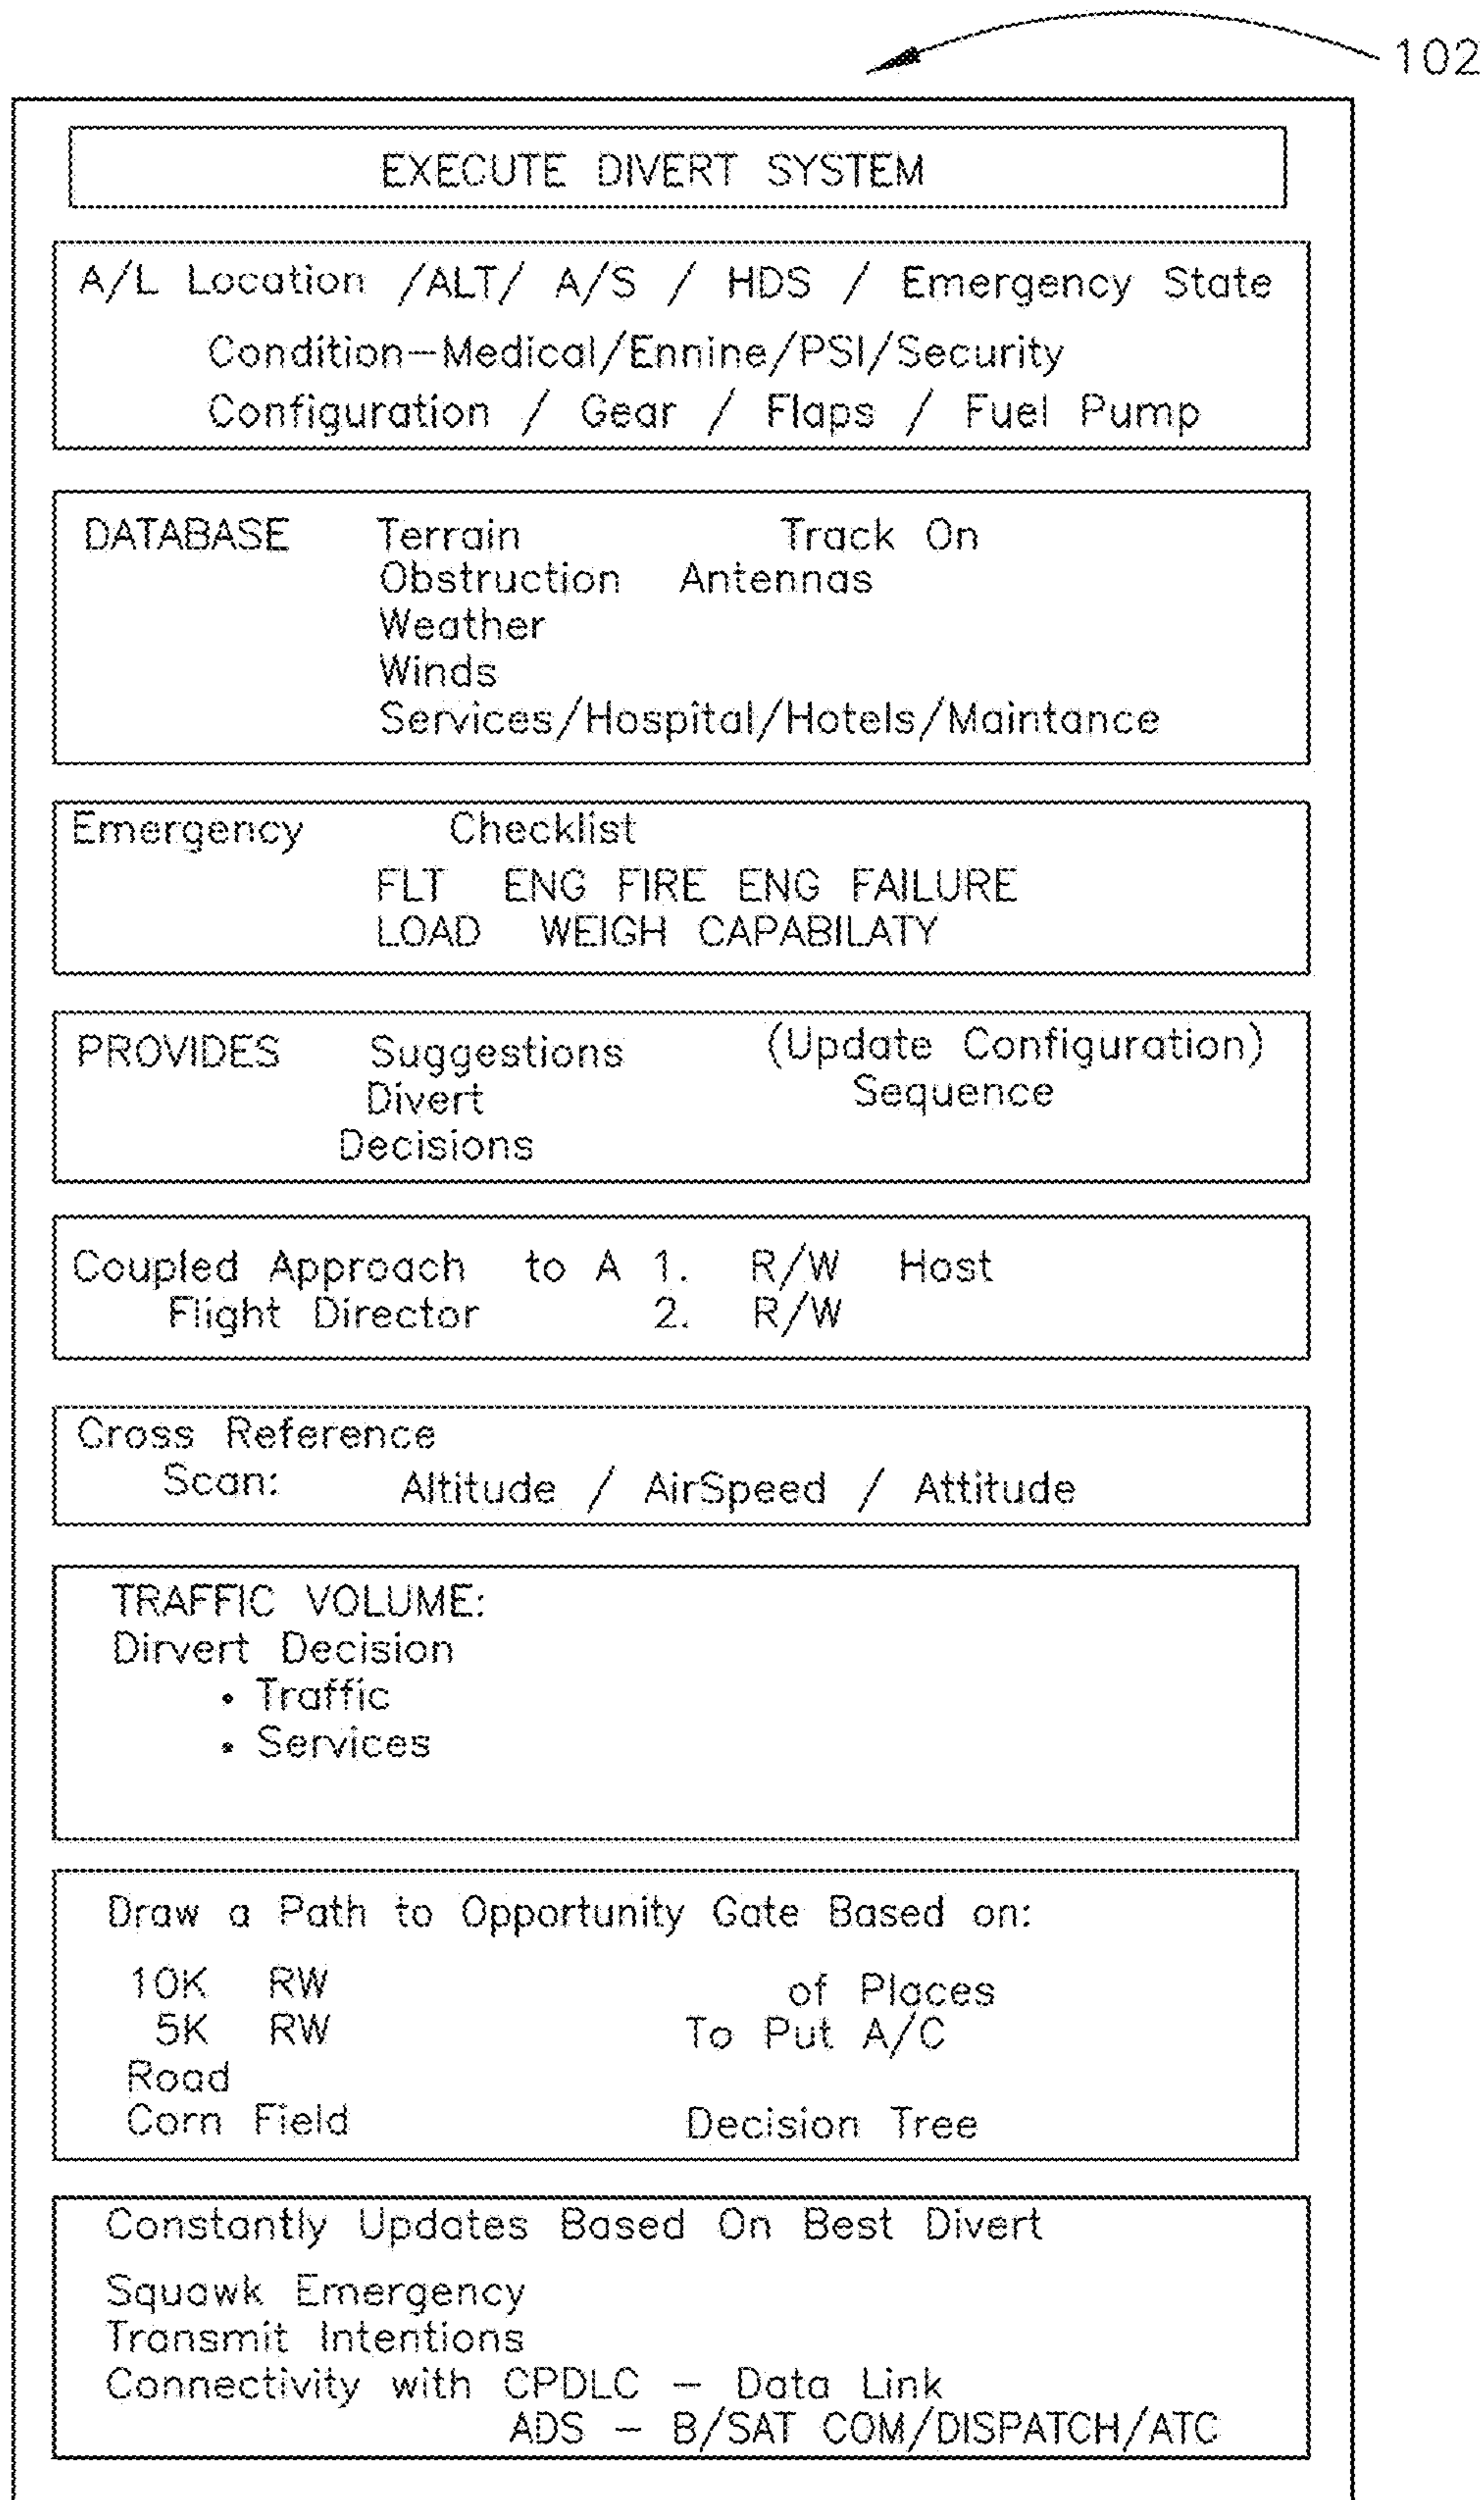 102
EXECUTE DIVERT SYSTEM
A/L Location /ALT/ A/S / HDS / Emergency State
Condition-Medical/Ennine/PSI/Security
Configuration / Gear / Flaps / Fuel Pump
DATABASE Terrain Track On
Obstruction Antennas
Weather
Winds
Services/Hospital/Hotels/Maintance
Emergency Checklist
FLT ENG FIRE ENG FAILURE
LOAD WEIGH CAPABILATY
PROVIDES Suggestions (Update Configuration)
Divert Sequence
Decisions
Coupled Approach to A 1. R/W Host
Flight Director 2. R/W
Cross Reference
Scan: Altitude / AirSpeed / Attitude
TRAFFIC VOLUME:
Dirvert Decision
• Traffic
• Services
Draw a Path to Opportunity Gate Based on:
10K RW of Places
5K RW To Put A/C
Road
Corn Field Decision Tree
Constantly Updates Based On Best Divert
Squawk Emergency
Transmit Intentions
Connectivity with CPDLC - Data Link
ADS - B/SAT COM/DISPATCH/ATC